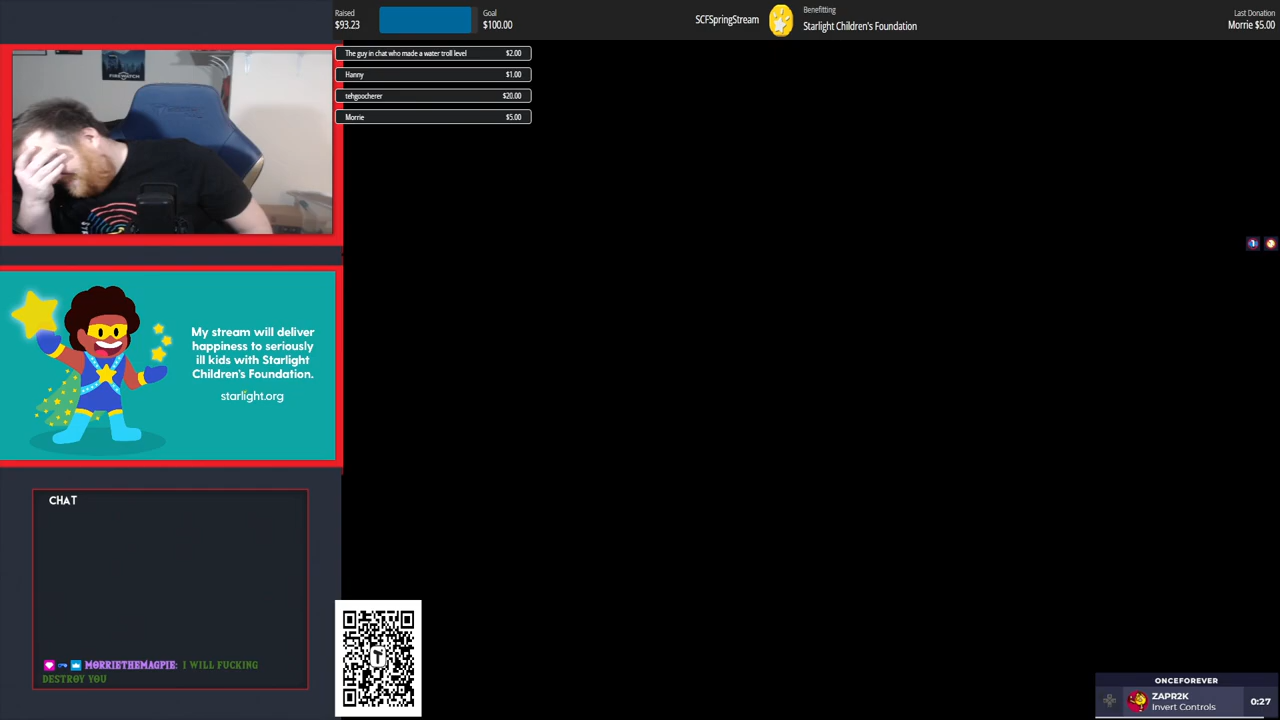 Raised
$93.23
Goal
$100.00
SCFSpringStream
Benefitting
Starlight Children's Foundation
Last Donation
Morrie $5.00
The guy in chat who made a water troll level $2.00
Hanny $1.00
tehgoocherer $20.00
Morrie $5.00
FIREWATCH
My stream will deliver
happiness to seriously
ill kids with Starlight
Children's Foundation.
starlight.org
CHAT
MORRIETHEMAGPIE: I WILL FUCKING
DESTROY YOU
ONCEFOREVER
ZAPR2K
Invert Controls
0:27